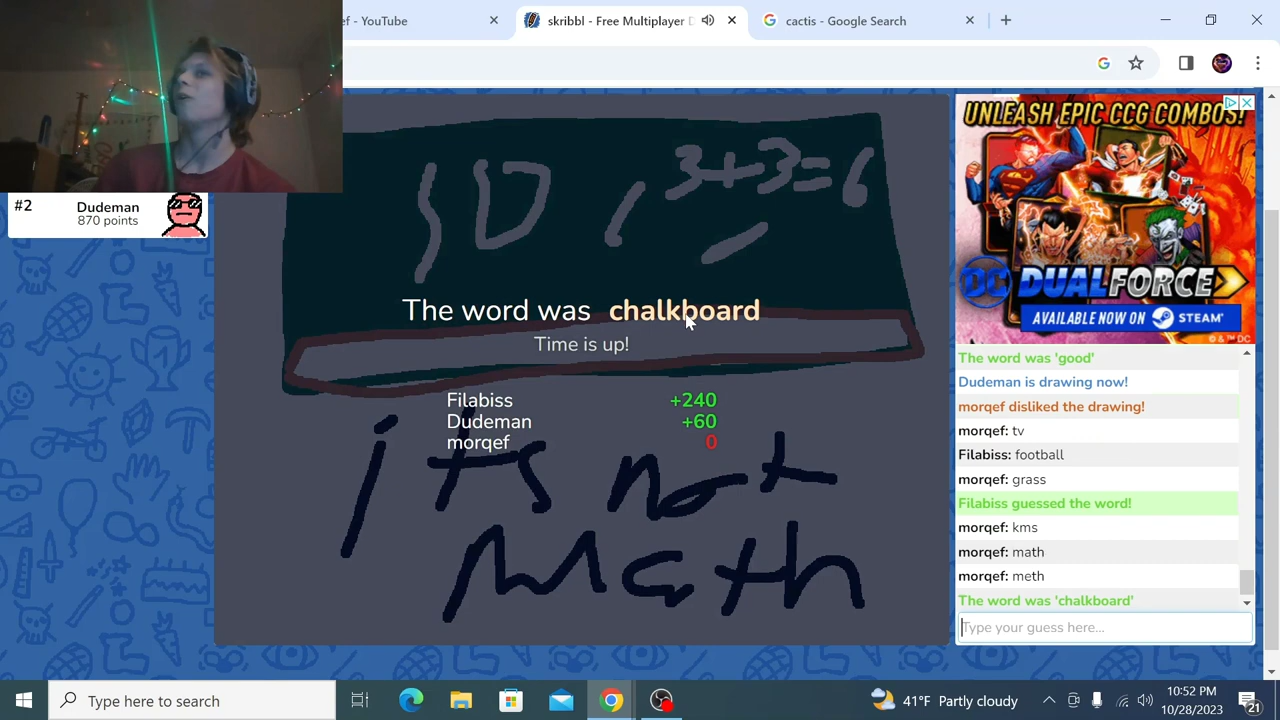 ef - YouTube
skribbl - Free Multiplayer D
cactis - Google Search
UNLEASH EPIC CCG COMBOS!
DC DUALFORCE
AVAILABLE NOW ON STEAM
#2
Dudeman
870 points
3+3=6
The word was chalkboard
Time is up!
Filabiss +240
Dudeman +60
morqef 0
its not
Math
The word was 'good'
Dudeman is drawing now!
morqef disliked the drawing!
morqef: tv
Filabiss: football
morqef: grass
Filabiss guessed the word!
morqef: kms
morqef: math
morqef: meth
The word was 'chalkboard'
Type your guess here...
Type here to search
41°F Partly cloudy
10:52 PM
10/28/2023
21